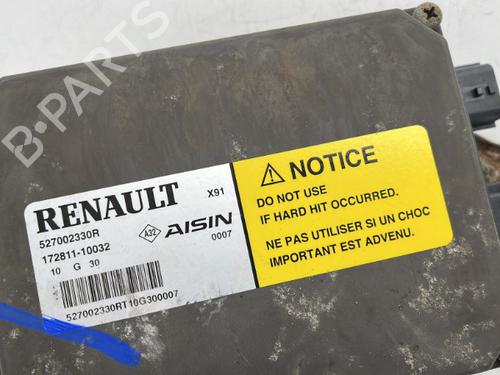 B-PARTS
RENAULT X91
527002330R
A32 AISIN
172811-10032 0007
10 G 30
527002330RT10G300007
NOTICE
DO NOT USE
IF HARD HIT OCCURRED.
NE PAS UTILISER SI UN CHOC
IMPORTANT EST ADVENU.